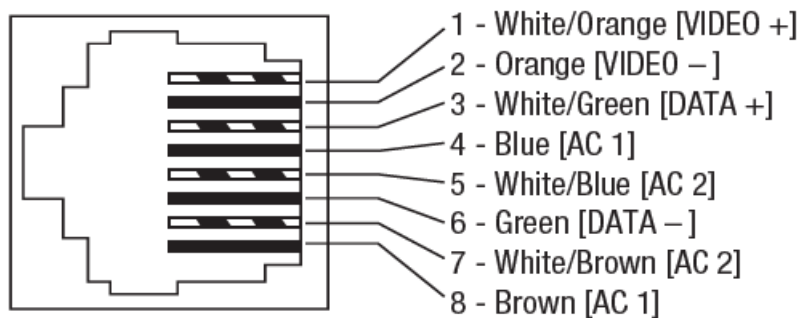 1 - White/Orange [VIDEO +]
2 - Orange [VIDEO – ]
3 - White/Green [DATA +]
4 - Blue [AC 1]
5 - White/Blue [AC 2]
6 - Green [DATA – ]
7 - White/Brown [AC 2]
8 - Brown [AC 1]